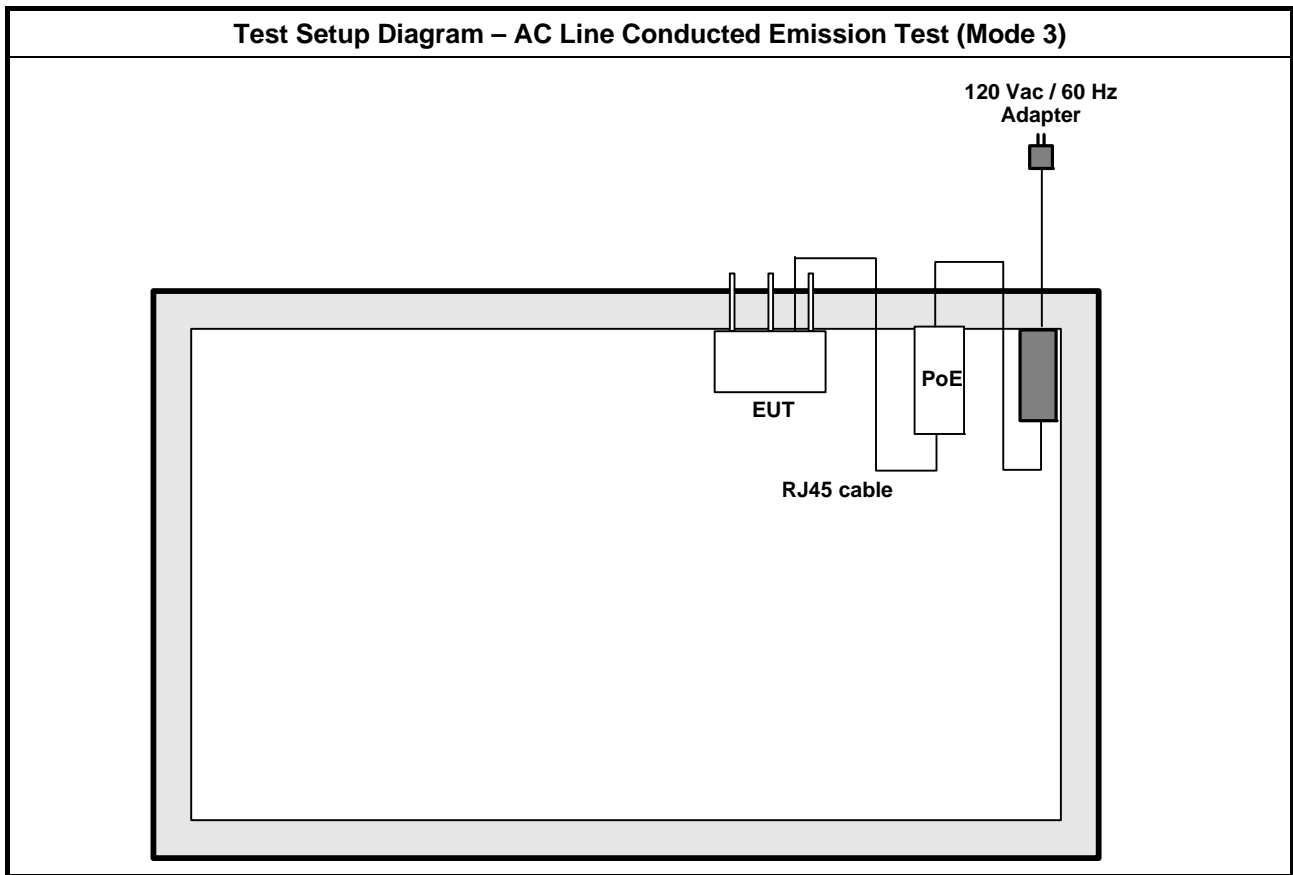 Test Setup Diagram – AC Line Conducted Emission Test (Mode 3)
120 Vac / 60 Hz
Adapter
PoE
EUT
RJ45 cable